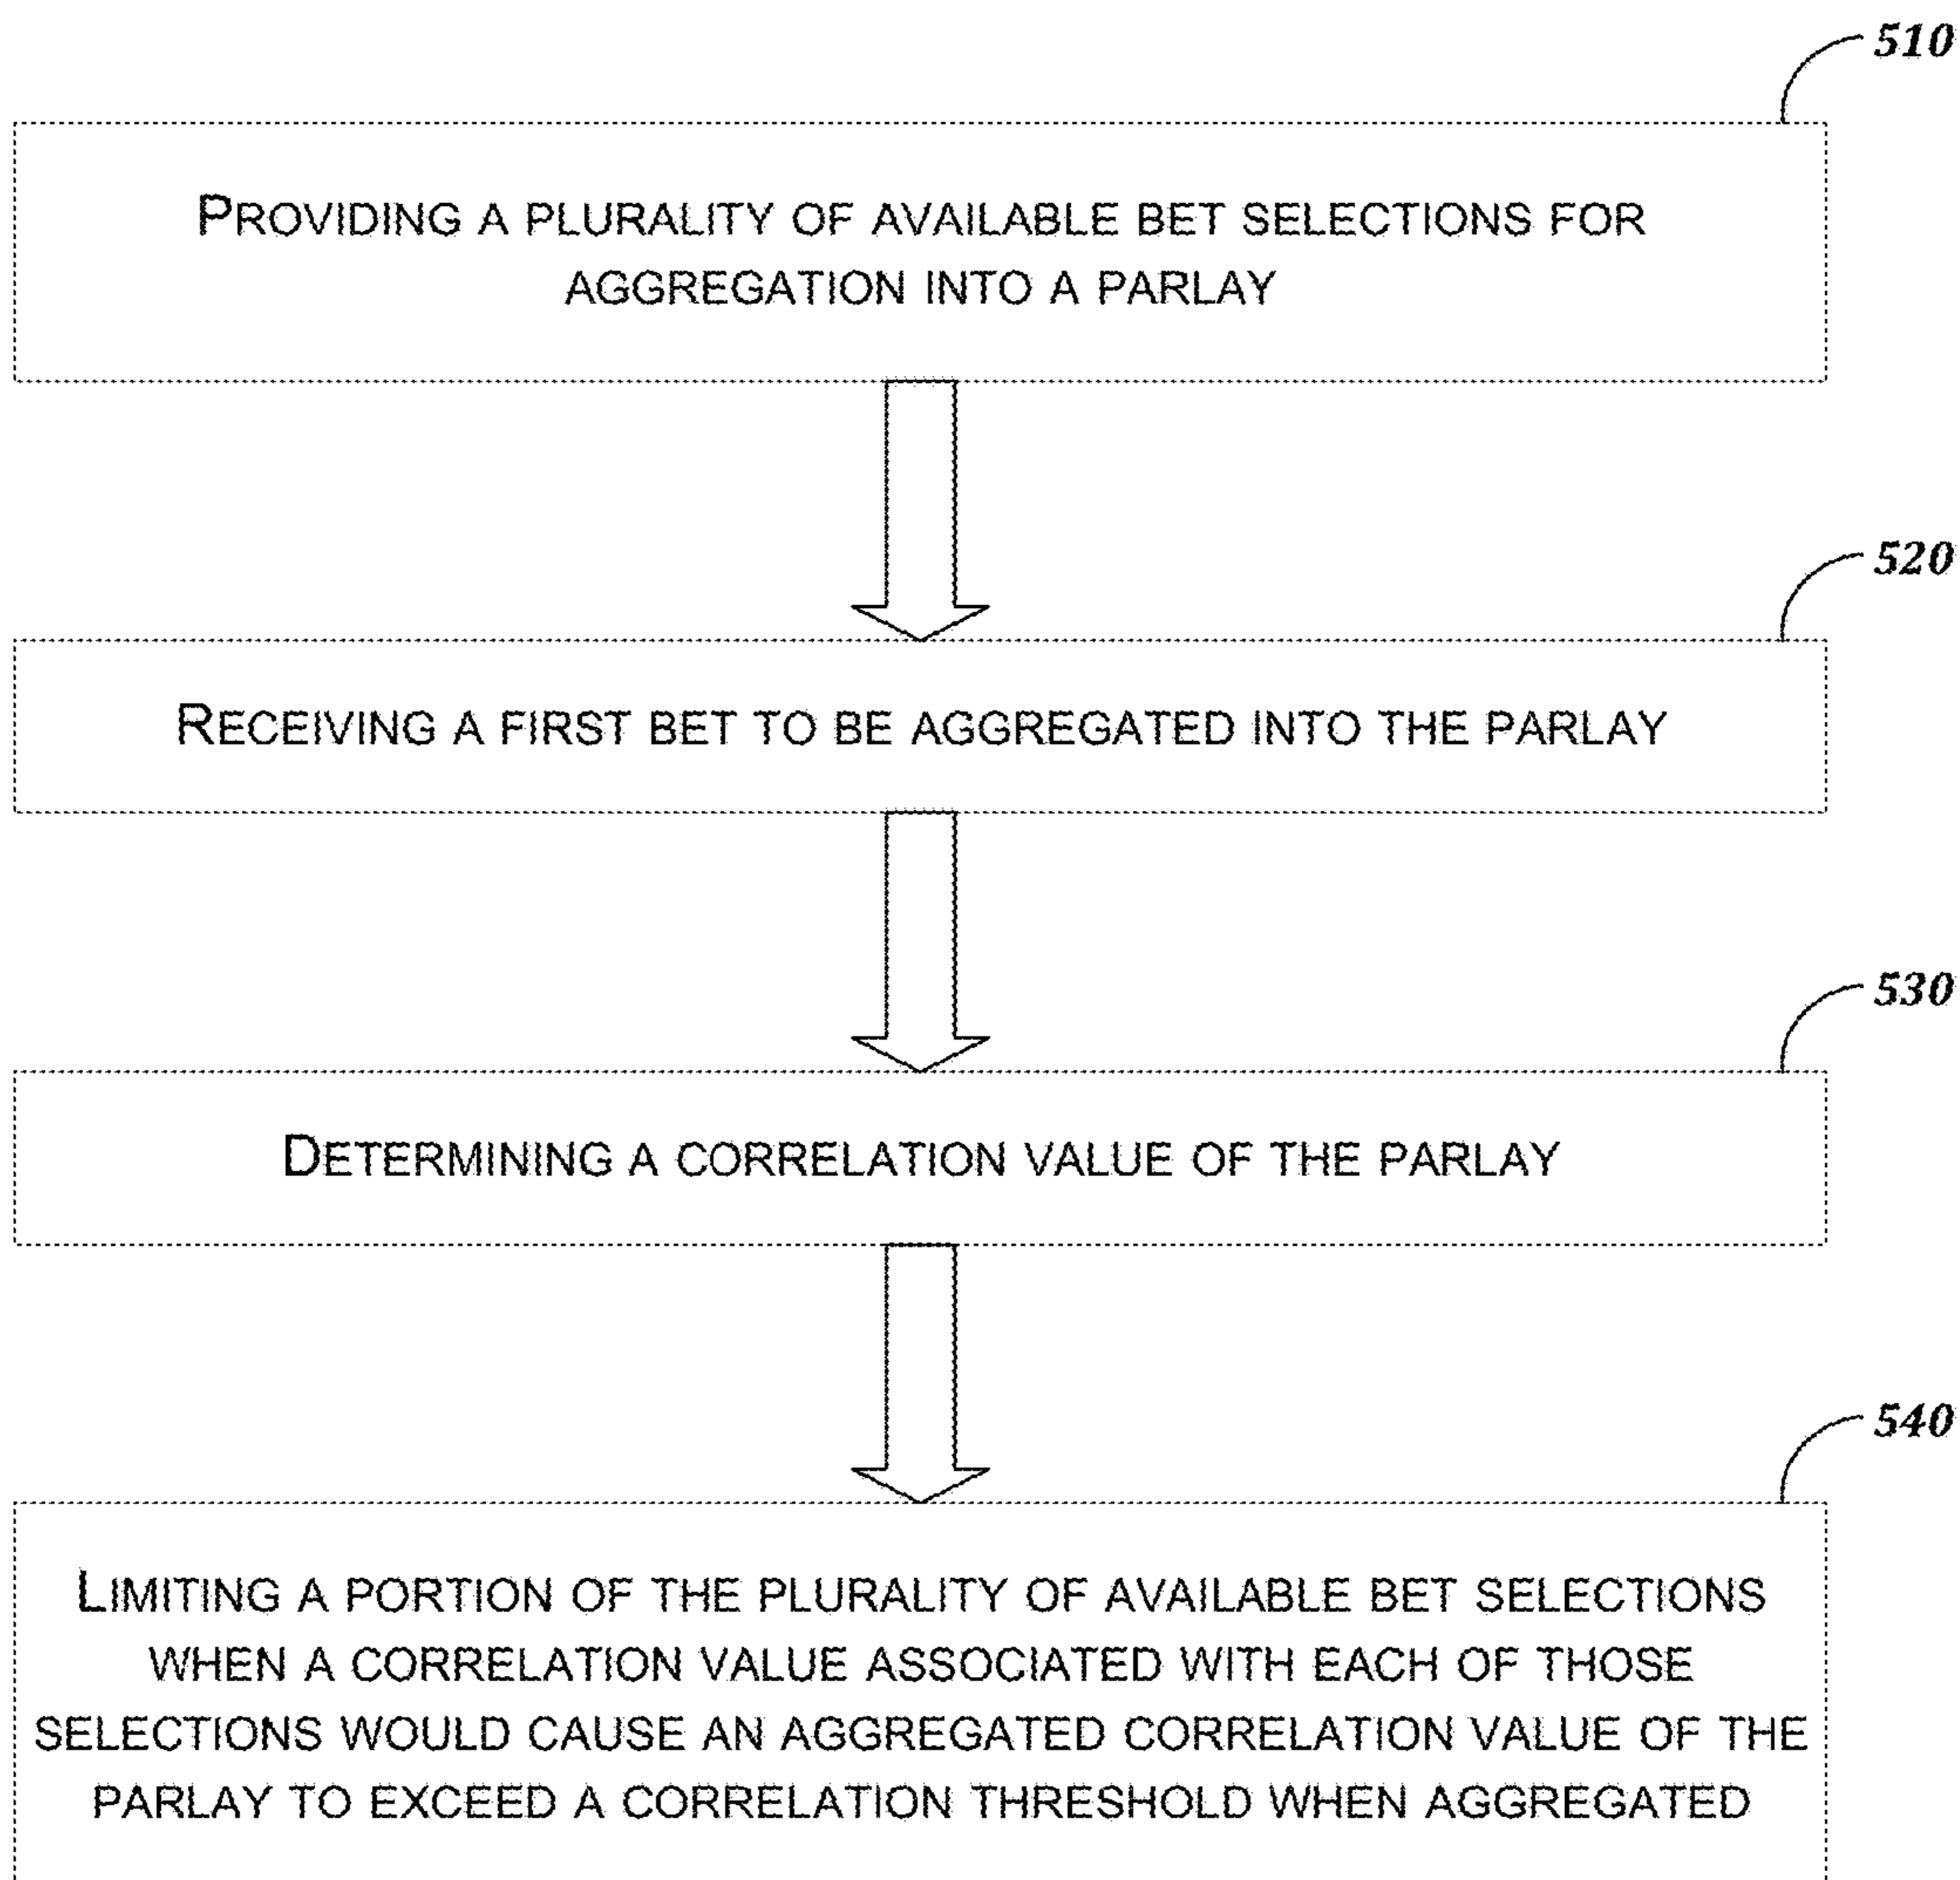 510
PROVIDING A PLURALITY OF AVAILABLE BET SELECTIONS FOR
AGGREGATION INTO A PARLAY
520
RECEIVING A FIRST BET TO BE AGGREGATED INTO THE PARLAY
530
DETERMINING A CORRELATION VALUE OF THE PARLAY
540
LIMITING A PORTION OF THE PLURALITY OF AVAILABLE BET SELECTIONS
WHEN A CORRELATION VALUE ASSOCIATED WITH EACH OF THOSE
SELECTIONS WOULD CAUSE AN AGGREGATED CORRELATION VALUE OF THE
PARLAY TO EXCEED A CORRELATION THRESHOLD WHEN AGGREGATED